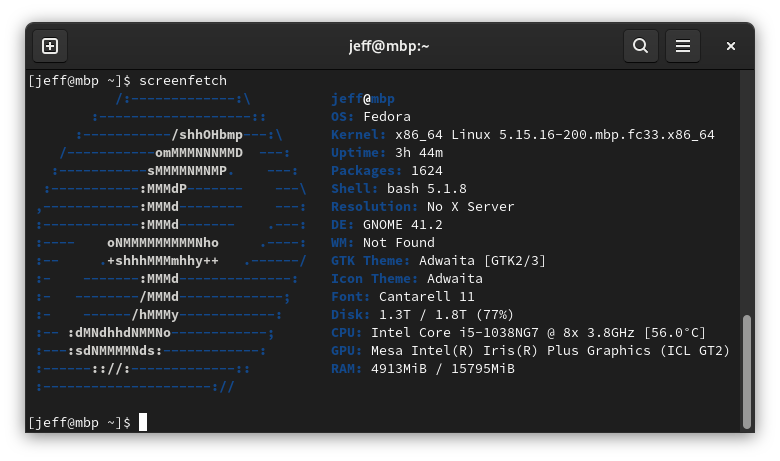 jeff@mbp:~
[jeff@mbp ~]$ screenfetch
/:-------------:\ jeff@mbp
:-------------------:: OS: Fedora
:-----------/shhOHbmp---:\ Kernel: x86_64 Linux 5.15.16-200.mbp.fc33.x86_64
/-----------omMMMNNNMMD ---: Uptime: 3h 44m
:-----------sMMMMNMNMP. ---: Packages: 1624
:-----------:MMMdP------- ---\ Shell: bash 5.1.8
,------------:MMMd-------- ---: Resolution: No X Server
:------------:MMMd------- .---: DE: GNOME 41.2
:---- oNMMMMMMMMMNho .----: WM: Not Found
:-- .+shhhMMMmhhy++ .------/ GTK Theme: Adwaita [GTK2/3]
:- -------:MMMd--------------: Icon Theme: Adwaita
:- --------/MMMd-------------; Font: Cantarell 11
:- ------/hMMMy------------: Disk: 1.3T / 1.8T (77%)
:-- :dMNdhhdNMMNo------------; CPU: Intel Core i5-1038NG7 @ 8x 3.8GHz [56.0°C]
:---:sdNMMMMNds:------------: GPU: Mesa Intel(R) Iris(R) Plus Graphics (ICL GT2)
:------:://:-------------:: RAM: 4913MiB / 15795MiB
:---------------------://
[jeff@mbp ~]$